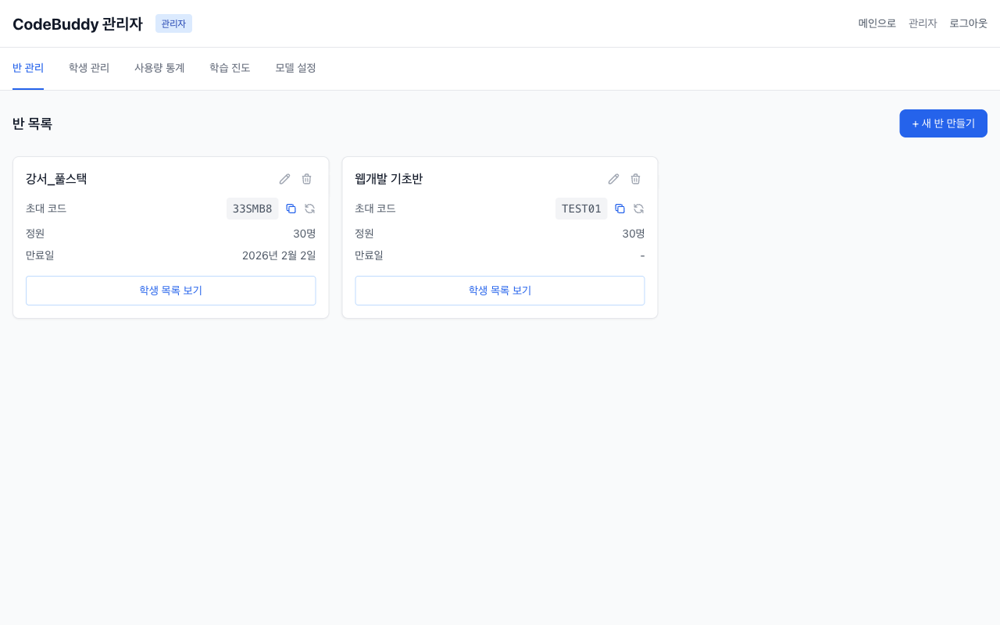 CodeBuddy 관리자 관리자 메인으로 관리자 로그아웃
반 관리 학생 관리 사용량 통계 학습 진도 모델 설정
반 목록 + 새 반 만들기
강서_풀스택
초대 코드 33SMB8
정원 30명
만료일 2026년 2월 2일
학생 목록 보기
웹개발 기초반
초대 코드 TEST01
정원 30명
만료일 -
학생 목록 보기